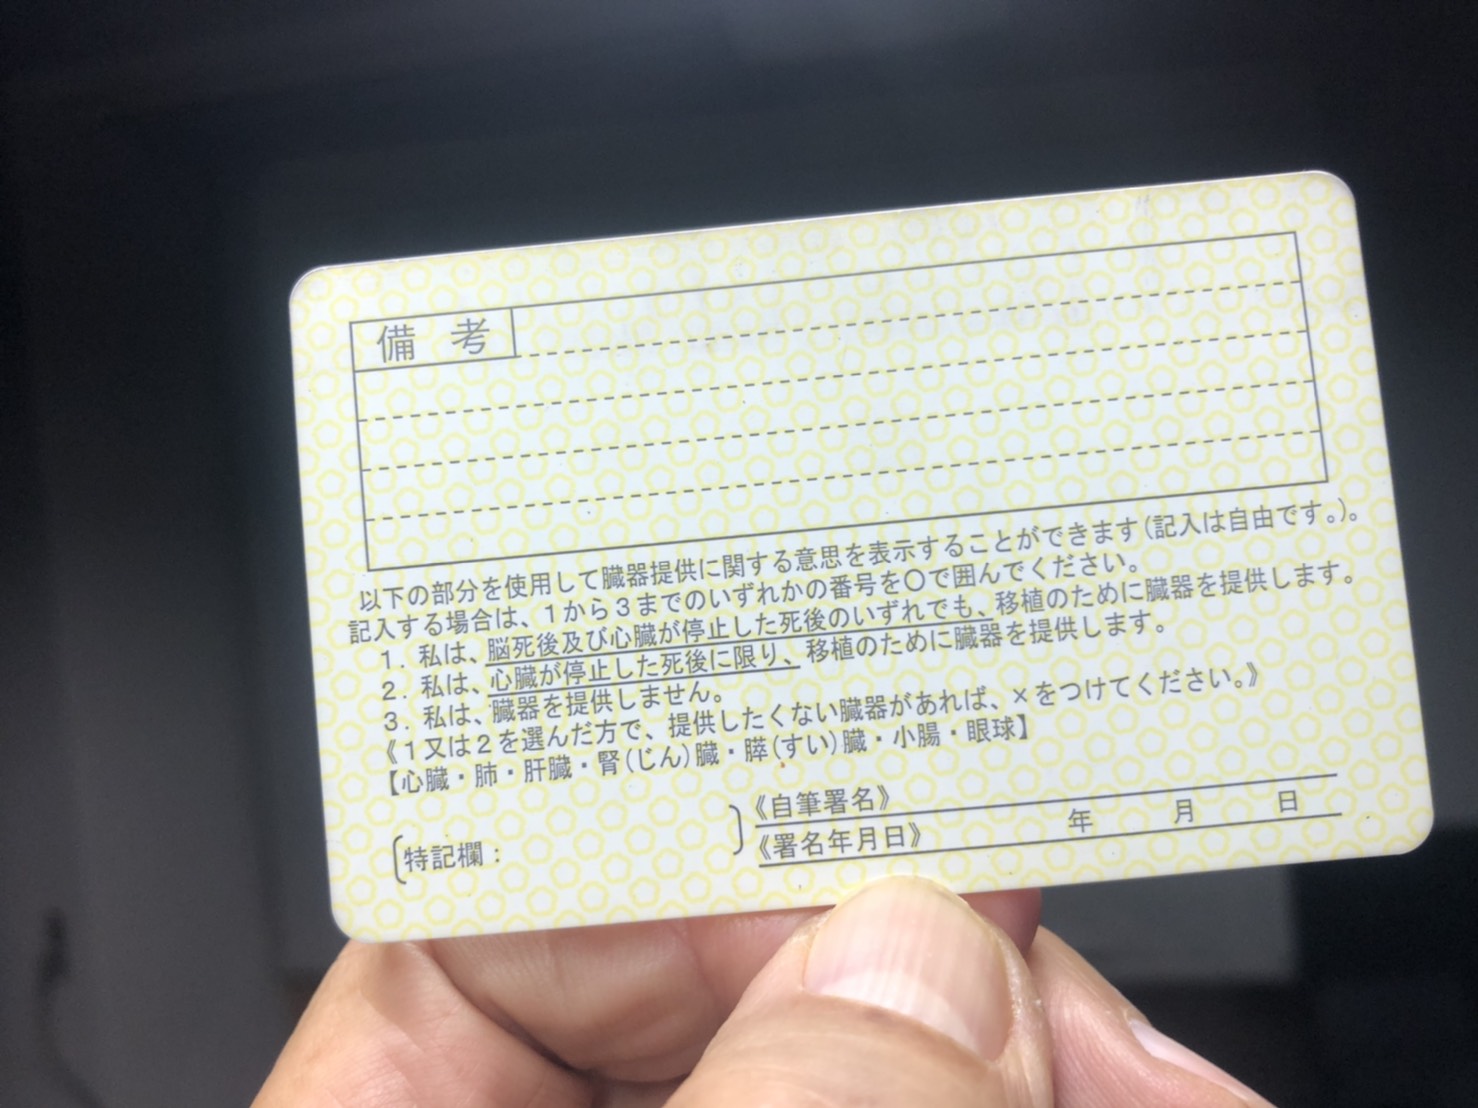 備考
以下の部分を使用して臓器提供に関する意思を表示することができます(記入は自由です。)。
記入する場合は、1から3までのいずれかの番号を〇で囲んでください。
1. 私は、脳死後及び心臓が停止した死後のいずれでも、移植のために臓器を提供します。
2. 私は、心臓が停止した死後に限り、移植のために臓器を提供します。
3. 私は、臓器を提供しません。
《1又は2を選んだ方で、提供したくない臓器があれば、×をつけてください。》
【心臓・肺・肝臓・腎(じん)臓・膵(すい)臓・小腸・眼球】
〔特記欄: 〕
《自筆署名》
《署名年月日》 年 月 日